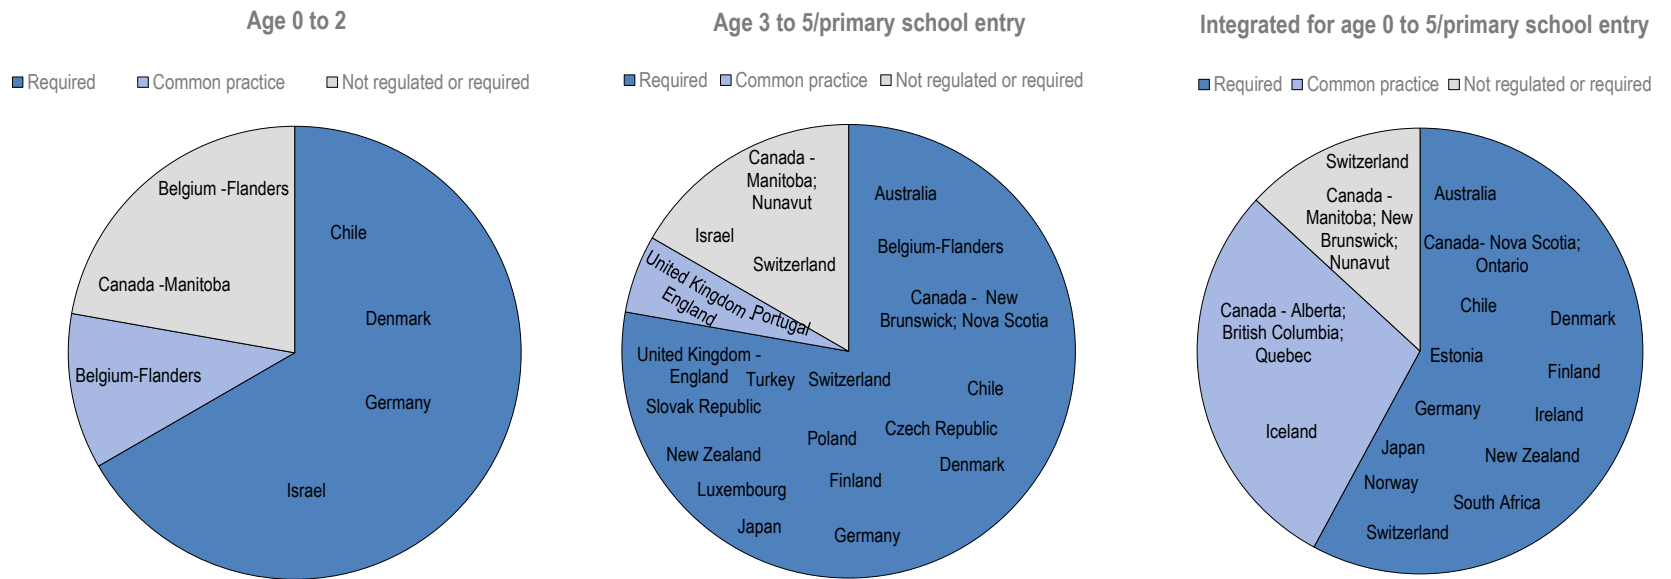 Age 0 to 2
Required
Common practice
Not regulated or required
Belgium -Flanders
Chile
Canada -Manitoba
Denmark
Belgium-Flanders
Germany
Israel
Age 3 to 5/primary school entry
Required
Common practice
Not regulated or required
Canada -
Manitoba;
Nunavut
Australia
Israel
Switzerland
Belgium-Flanders
United Kingdom -
England
Portugal
Canada -  New
Brunswick; Nova Scotia
United Kingdom -
England
Turkey
Switzerland
Chile
Slovak Republic
Poland
Czech Republic
New Zealand
Denmark
Luxembourg
Finland
Japan
Germany
Integrated for age 0 to 5/primary school entry
Required
Common practice
Not regulated or required
Switzerland
Australia
Canada -
Manitoba; New
Brunswick;
Nunavut
Canada- Nova Scotia;
Ontario
Canada - Alberta;
British Columbia;
Quebec
Chile
Denmark
Estonia
Finland
Germany
Ireland
Iceland
Japan
New Zealand
Norway
South Africa
Switzerland